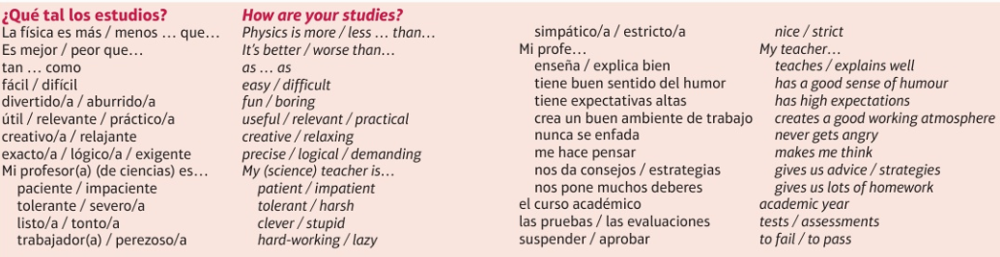 ¿Qué tal los estudios? How are your studies?
La física es más / menos … que… Physics is more / less … than…
Es mejor / peor que… It’s better / worse than…
tan … como as … as
fácil / difícil easy / difficult
divertido/a / aburrido/a fun / boring
útil / relevante / práctico/a useful / relevant / practical
creativo/a / relajante creative / relaxing
exacto/a / lógico/a / exigente precise / logical / demanding
Mi profesor(a) (de ciencias) es… My (science) teacher is…
paciente / impaciente patient / impatient
tolerante / severo/a tolerant / harsh
listo/a / tonto/a clever / stupid
trabajador(a) / perezoso/a hard-working / lazy
simpático/a / estricto/a nice / strict
Mi profe… My teacher…
enseña / explica bien teaches / explains well
tiene buen sentido del humor has a good sense of humour
tiene expectativas altas has high expectations
crea un buen ambiente de trabajo creates a good working atmosphere
nunca se enfada never gets angry
me hace pensar makes me think
nos da consejos / estrategias gives us advice / strategies
nos pone muchos deberes gives us lots of homework
el curso académico academic year
las pruebas / las evaluaciones tests / assessments
suspender / aprobar to fail / to pass